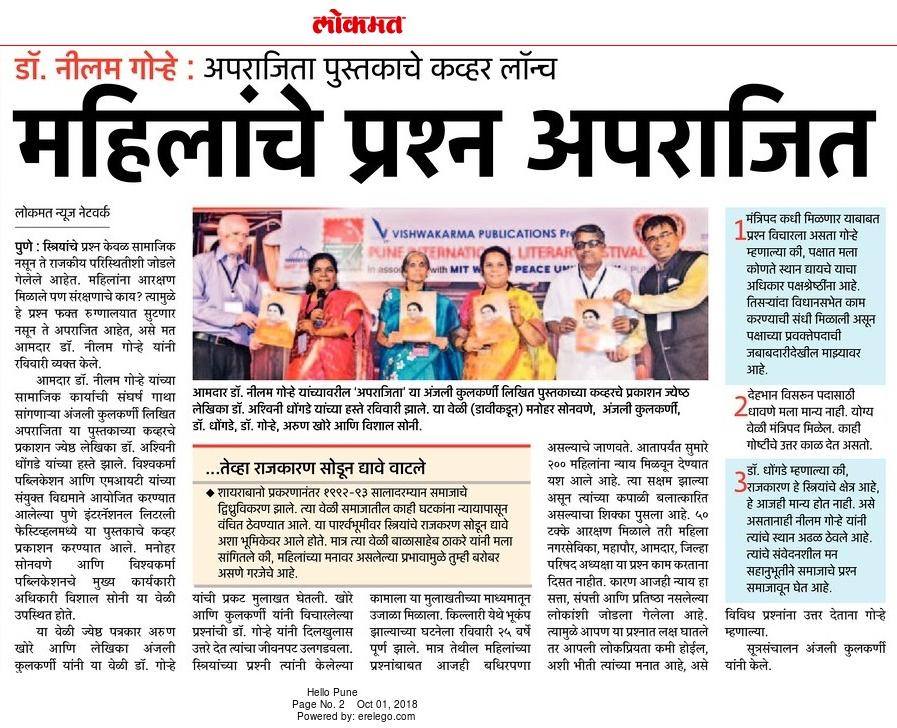 लोकमत
डॉ. नीलम गोऱ्हे : अपराजिता पुस्तकाचे कव्हर लॉन्च
महिलांचे प्रश्न अपराजित
लोकमत न्यूज नेटवर्क
पुणे : स्त्रियांचे प्रश्न केवळ सामाजिक
नसून ते राजकीय परिस्थितीशी जोडले
गेलेले आहेत. महिलांना आरक्षण
मिळाले पण संरक्षणाचे काय? त्यामुळे
हे प्रश्न फक्त रुग्णालयात सुटणार
नसून ते अपराजित आहेत, असे मत
आमदार डॉ. नीलम गोऱ्हे यांनी
रविवारी व्यक्त केले.
आमदार डॉ. नीलम गोऱ्हे यांच्या
सामाजिक कार्याची संघर्ष गाथा
सांगणाऱ्या अंजली कुलकर्णी लिखित
अपराजिता या पुस्तकाच्या कव्हरचे
प्रकाशन ज्येष्ठ लेखिका डॉ. अश्विनी
धोंगडे यांच्या हस्ते झाले. विश्वकर्मा
पब्लिकेशन आणि एमआयटी यांच्या
संयुक्त विद्यमाने आयोजित करण्यात
आलेल्या पुणे इंटरनॅशनल लिटरली
फेस्टिव्हलमध्ये या पुस्तकाचे कव्हर
प्रकाशन करण्यात आले. मनोहर
सोनवणे आणि विश्वकर्मा
पब्लिकेशनचे मुख्य कार्यकारी
अधिकारी विशाल सोनी या वेळी
उपस्थित होते.
या वेळी ज्येष्ठ पत्रकार अरुण
खोरे आणि लेखिका अंजली
कुलकर्णी यांनी या वेळी डॉ. गोऱ्हे
VISHWAKARMA PUBLICATIONS
PUNE INTERNATIONAL LITERARY FESTIVAL
in association with MIT WORLD PEACE
आमदार डॉ. नीलम गोऱ्हे यांच्यावरील 'अपराजिता' या अंजली कुलकर्णी लिखित पुस्तकाच्या कव्हरचे प्रकाशन ज्येष्ठ
लेखिका डॉ. अश्विनी धोंगडे यांच्या हस्ते रविवारी झाले. या वेळी (डावीकडून) मनोहर सोनवणे, अंजली कुलकर्णी,
डॉ. धोंगडे, डॉ. गोऱ्हे, अरुण खोरे आणि विशाल सोनी.
...तेव्हा राजकारण सोडून द्यावे वाटले
◆ शायराबानो प्रकरणानंतर १९९२-९३ सालादरम्यान समाजाचे
द्विध्रुविकरण झाले. त्या वेळी समाजातील काही घटकांना न्यायापासून
वंचित ठेवण्यात आले. या पार्श्वभूमीवर स्त्रियांचे राजकरण सोडून द्यावे
अशा भूमिकेवर आले होते. मात्र त्या वेळी बाळासाहेब ठाकरे यांनी मला
सांगितले की, महिलांच्या मनावर असलेल्या प्रभावामुळे तुम्ही बरोबर
असणे गरजेचे आहे.
यांची प्रकट मुलाखत घेतली. खोरे
आणि कुलकर्णी यांनी विचारलेल्या
प्रश्नांची डॉ. गोऱ्हे यांनी दिलखुलास
उत्तरे देत त्यांचा जीवनपट उलगडवला.
स्त्रियांच्या प्रश्नी त्यांनी केलेल्या
कामाला या मुलाखतीच्या माध्यमातून
उजाळा मिळाला. किल्लारी येथे भूकंप
झाल्याच्या घटनेला रविवारी २५ वर्षे
पूर्ण झाले. मात्र तेथील महिलांच्या
प्रश्नांबाबत आजही बधिरपणा
असल्याचे जाणवते. आतापर्यंत सुमारे
२०० महिलांना न्याय मिळवून देण्यात
यश आले आहे. त्या सक्षम झाल्या
असून त्यांच्या कपाळी बलात्कारित
असल्याचा शिक्का पुसला आहे. ५०
टक्के आरक्षण मिळाले तरी महिला
नगरसेविका, महापौर, आमदार, जिल्हा
परिषद अध्यक्षा या प्रश्न काम करताना
दिसत नाहीत. कारण आजही न्याय हा
सत्ता, संपत्ती आणि प्रतिष्ठा नसलेल्या
लोकांशी जोडला गेलेला आहे.
त्यामुळे आपण या प्रश्नात लक्ष घातले
तर आपली लोकप्रियता कमी होईल,
अशी भीती त्यांच्या मनात आहे, असे
1 मंत्रिपद कधी मिळणार याबाबत
प्रश्न विचारला असता गोऱ्हे
म्हणाल्या की, पक्षात मला
कोणते स्थान द्यायचे याचा
अधिकार पक्षश्रेष्ठींना आहे.
तिसऱ्यांदा विधानसभेत काम
करण्याची संधी मिळाली असून
पक्षाच्या प्रवक्तेपदाची
जबाबदारीदेखील माझ्यावर
आहे.
2 देहभान विसरून पदासाठी
धावणे मला मान्य नाही. योग्य
वेळी मंत्रिपद मिळेल. काही
गोष्टींचे उत्तर काळ देत असतो.
3 डॉ. धोंगडे म्हणाल्या की,
राजकारण हे स्त्रियांचे क्षेत्र आहे,
हे आजही मान्य होत नाही. असे
असतानाही नीलम गोऱ्हे यांनी
त्यांचे स्थान अढळ ठेवले आहे.
त्यांचे संवेदनशील मन
सहानुभूतीने समाजाचे प्रश्न
समाजावून घेत आहे.
विविध प्रश्नांना उत्तर देताना गोऱ्हे
म्हणाल्या.
सूत्रसंचालन अंजली कुलकर्णी
यांनी केले.
Hello Pune
Page No. 2 Oct 01, 2018
Powered by: erelego.com